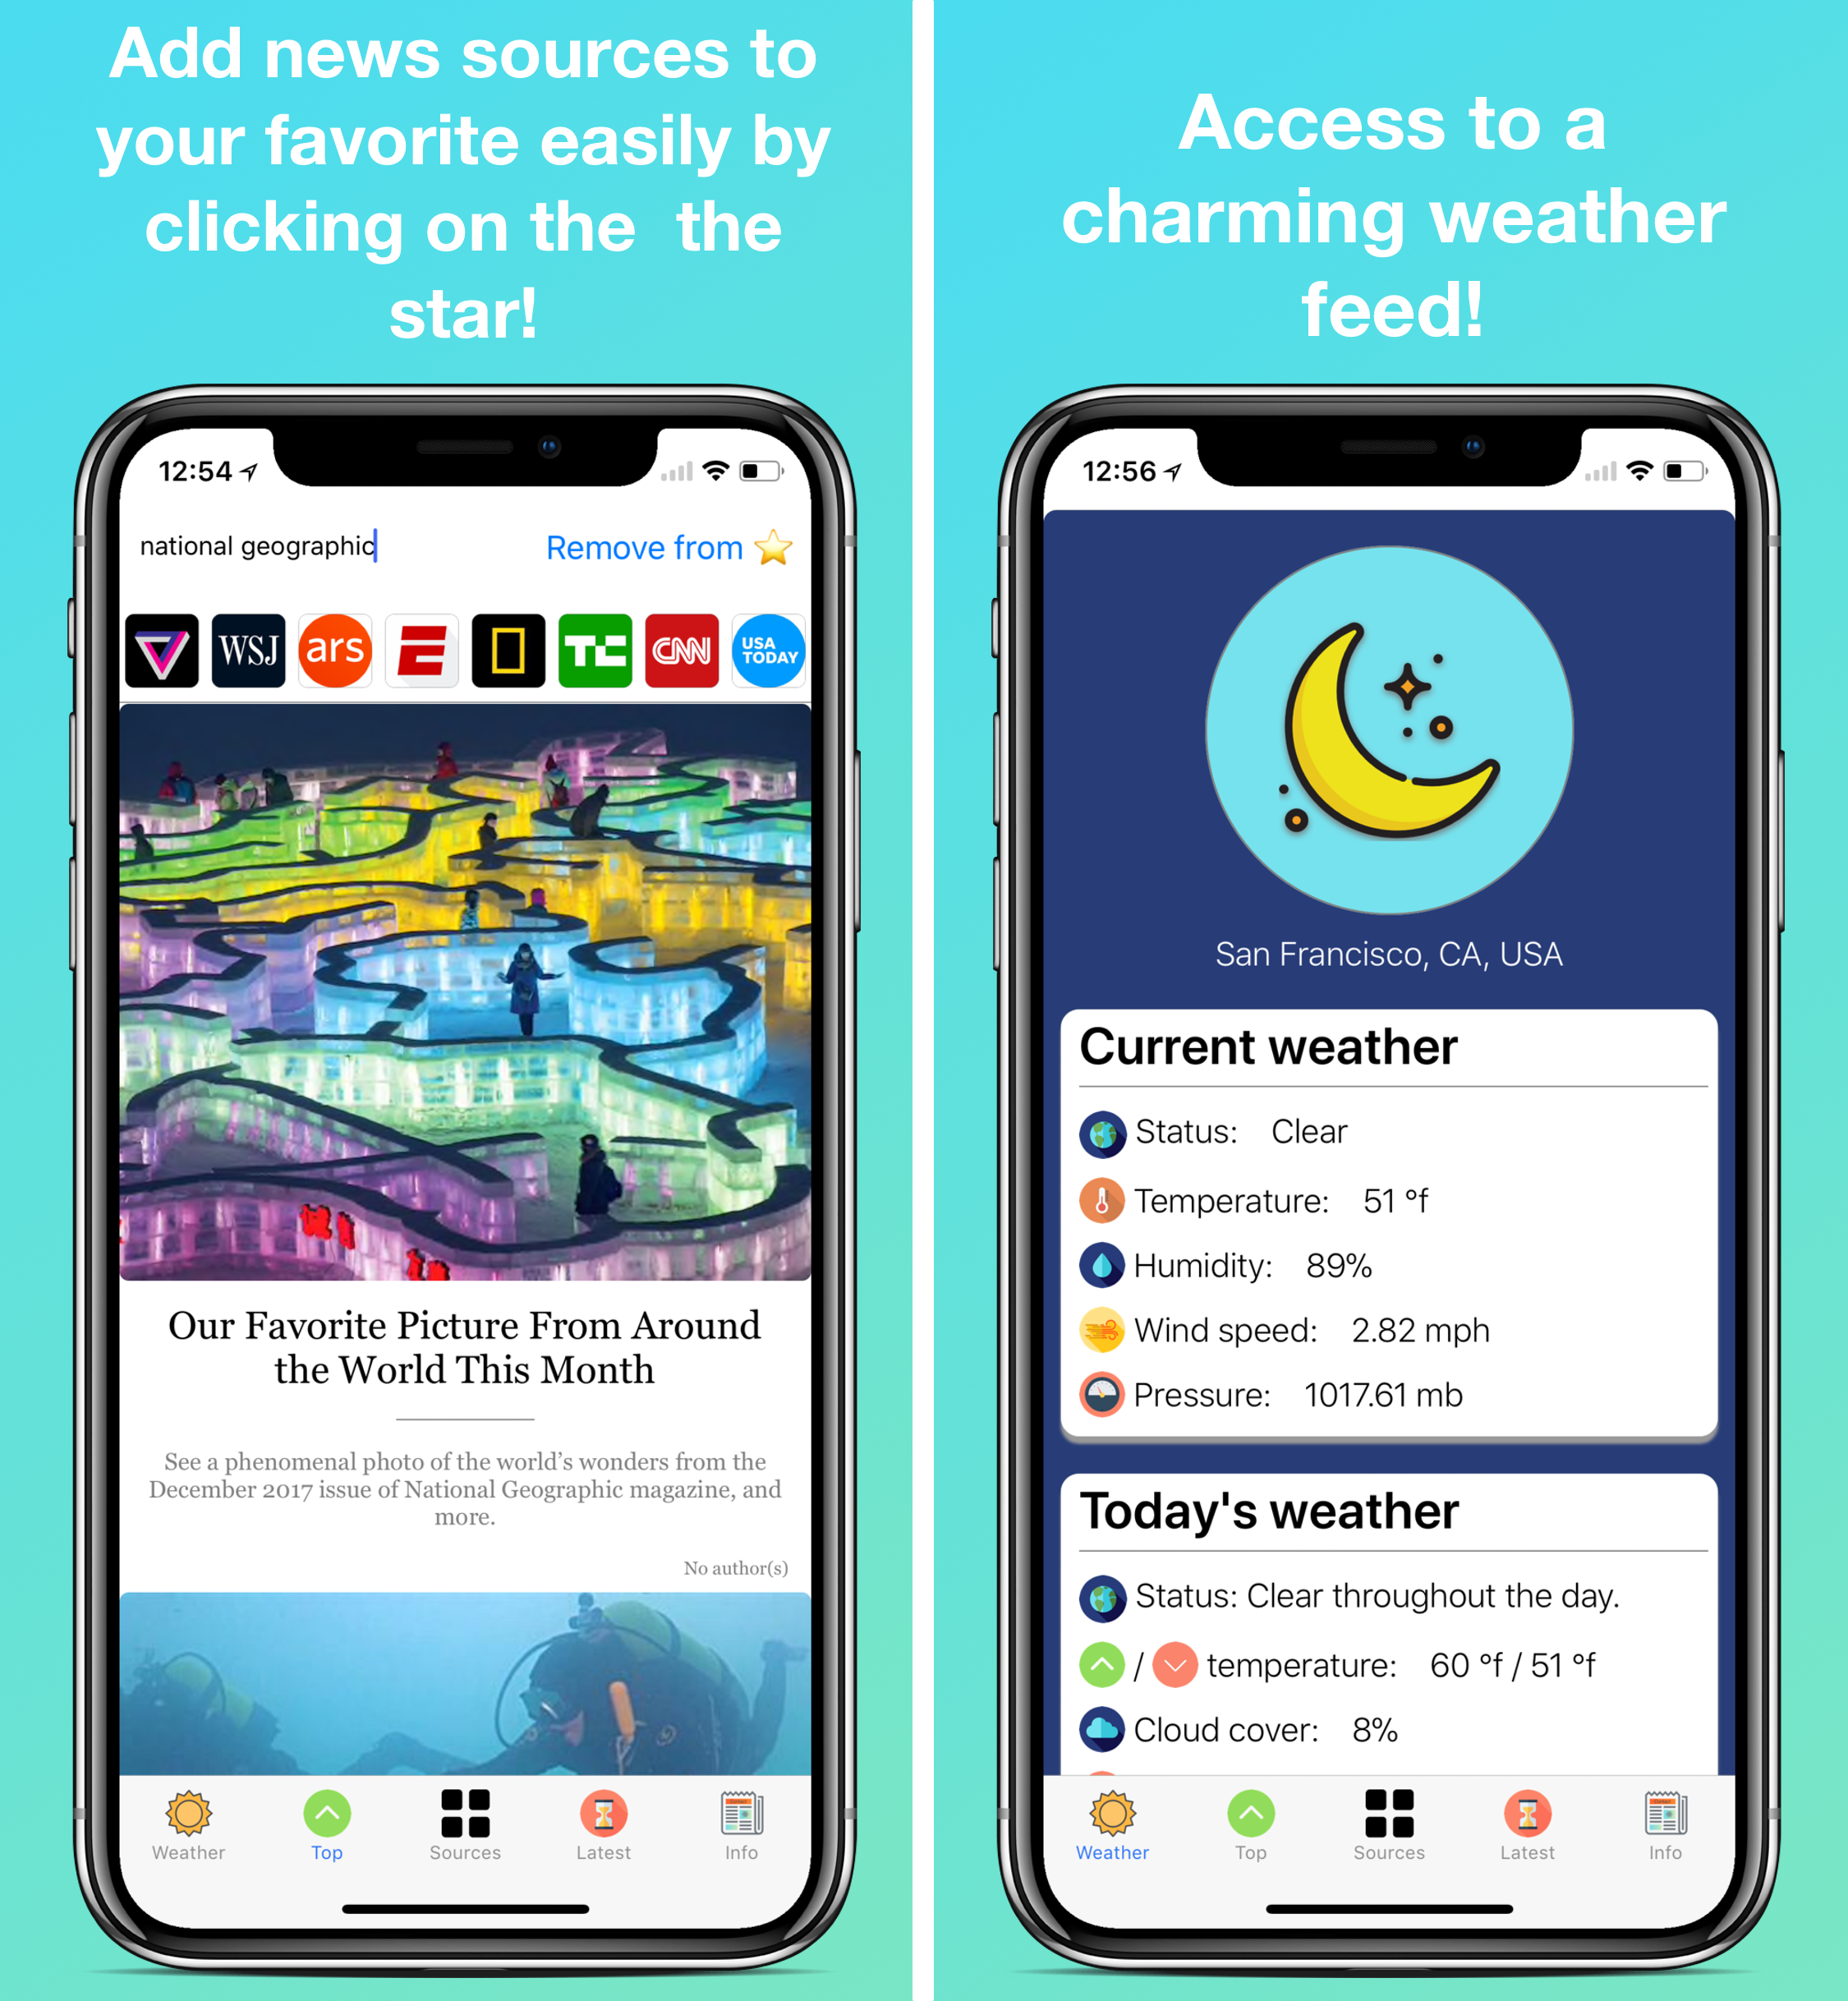 Add news sources to
your favorite easily by
clicking on the  the
star!
12:54
national geographic
Remove from
WSJ
ars
E
TC
CNN
USA
TODAY
Our Favorite Picture From Around
the World This Month
See a phenomenal photo of the world’s wonders from the
December 2017 issue of National Geographic magazine, and
more.
No author(s)
Weather
Top
Sources
Latest
Info
Access to a
charming weather
feed!
12:56
San Francisco, CA, USA
Current weather
Status: Clear
Temperature: 51 °f
Humidity: 89%
Wind speed: 2.82 mph
Pressure: 1017.61 mb
Today's weather
Status: Clear throughout the day.
/ temperature: 60 °f / 51 °f
Cloud cover: 8%
Weather
Top
Sources
Latest
Info